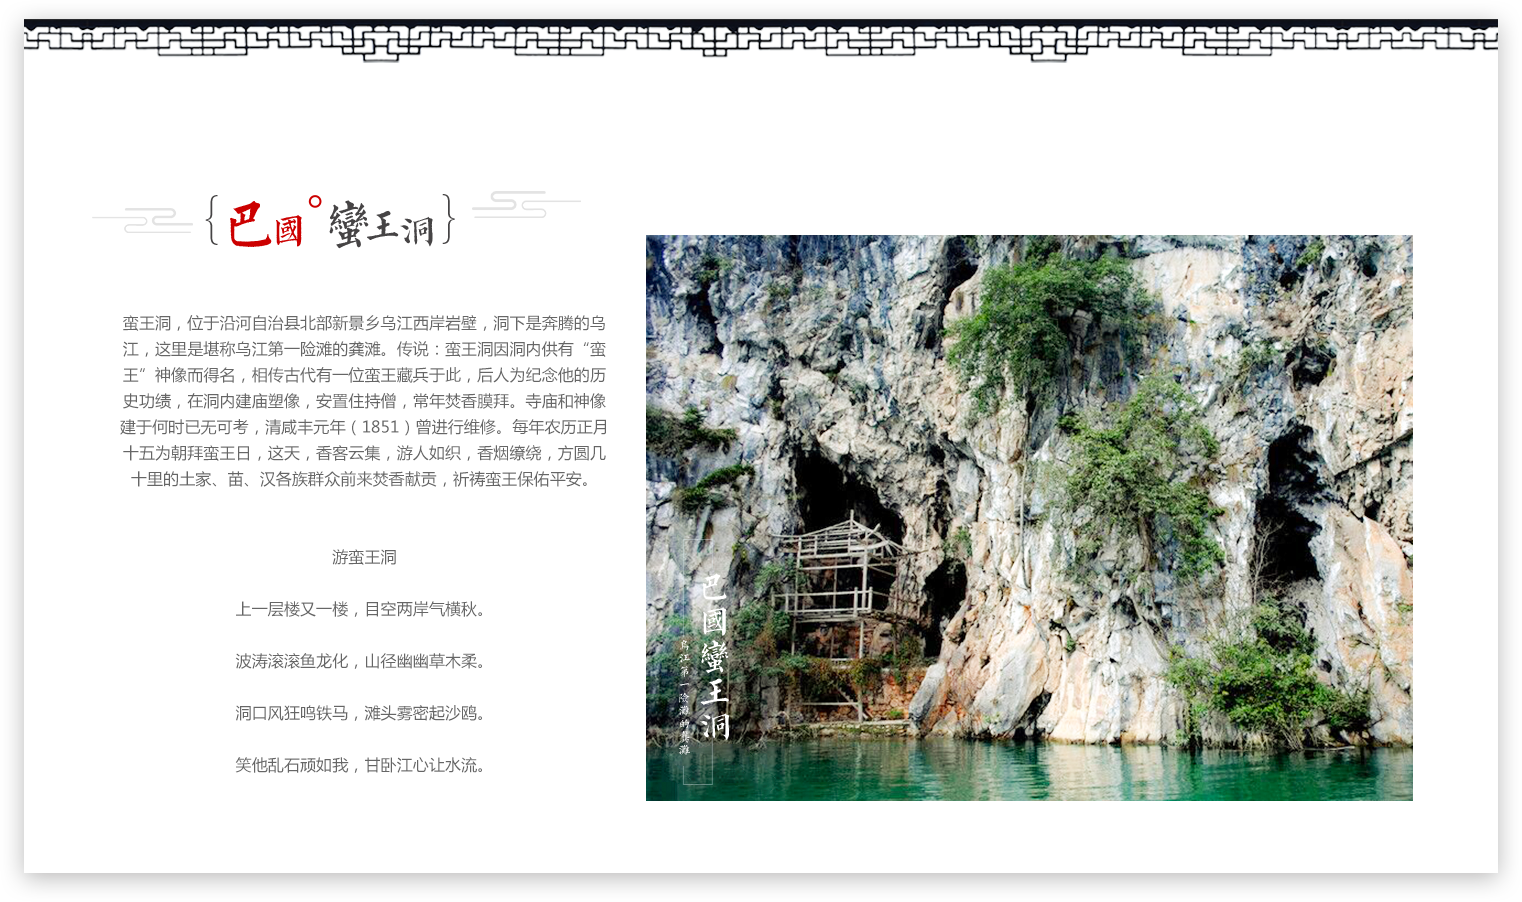 巴國°蠻王洞
蛮王洞，位于沿河自治县北部新景乡乌江西岸岩壁，洞下是奔腾的乌
江，这里是堪称乌江第一险滩的龚滩。传说：蛮王洞因洞内供有“蛮
王”神像而得名，相传古代有一位蛮王藏兵于此，后人为纪念他的历
史功绩，在洞内建庙塑像，安置住持僧，常年焚香膜拜。寺庙和神像
建于何时已无可考，清咸丰元年（1851）曾进行维修。每年农历正月
十五为朝拜蛮王日，这天，香客云集，游人如织，香烟缭绕，方圆几
十里的土家、苗、汉各族群众前来焚香献贡，祈祷蛮王保佑平安。
游蛮王洞
上一层楼又一楼，目空两岸气横秋。
波涛滚滚鱼龙化，山径幽幽草木柔。
洞口风狂鸣铁马，滩头雾密起沙鸥。
笑他乱石顽如我，甘卧江心让水流。
巴國蠻王洞
烏江第一險灘的龔灘